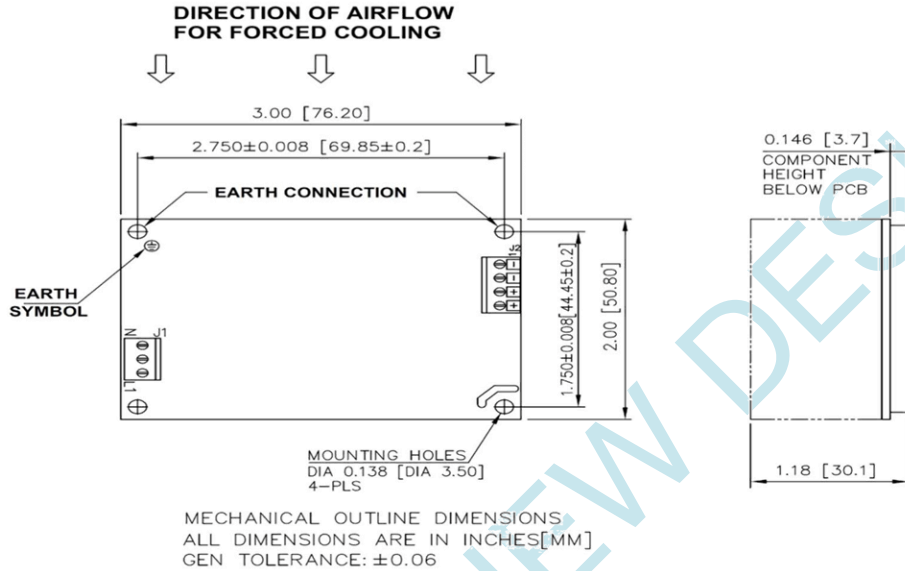 DIRECTION OF AIRFLOW
FOR FORCED COOLING
3.00 [76.20]
2.750±0.008 [69.85±0.2]
EARTH CONNECTION
EARTH
SYMBOL
N
J1
L1
J2
1
-
-
+
+
1.750±0.008[44.45±0.2]
2.00 [50.80]
0.146 [3.7]
COMPONENT
HEIGHT
BELOW PCB
1.18 [30.1]
MOUNTING HOLES
DIA 0.138 [DIA 3.50]
4-PLS
MECHANICAL OUTLINE DIMENSIONS
ALL DIMENSIONS ARE IN INCHES[MM]
GEN TOLERANCE: ±0.06
EW DESI